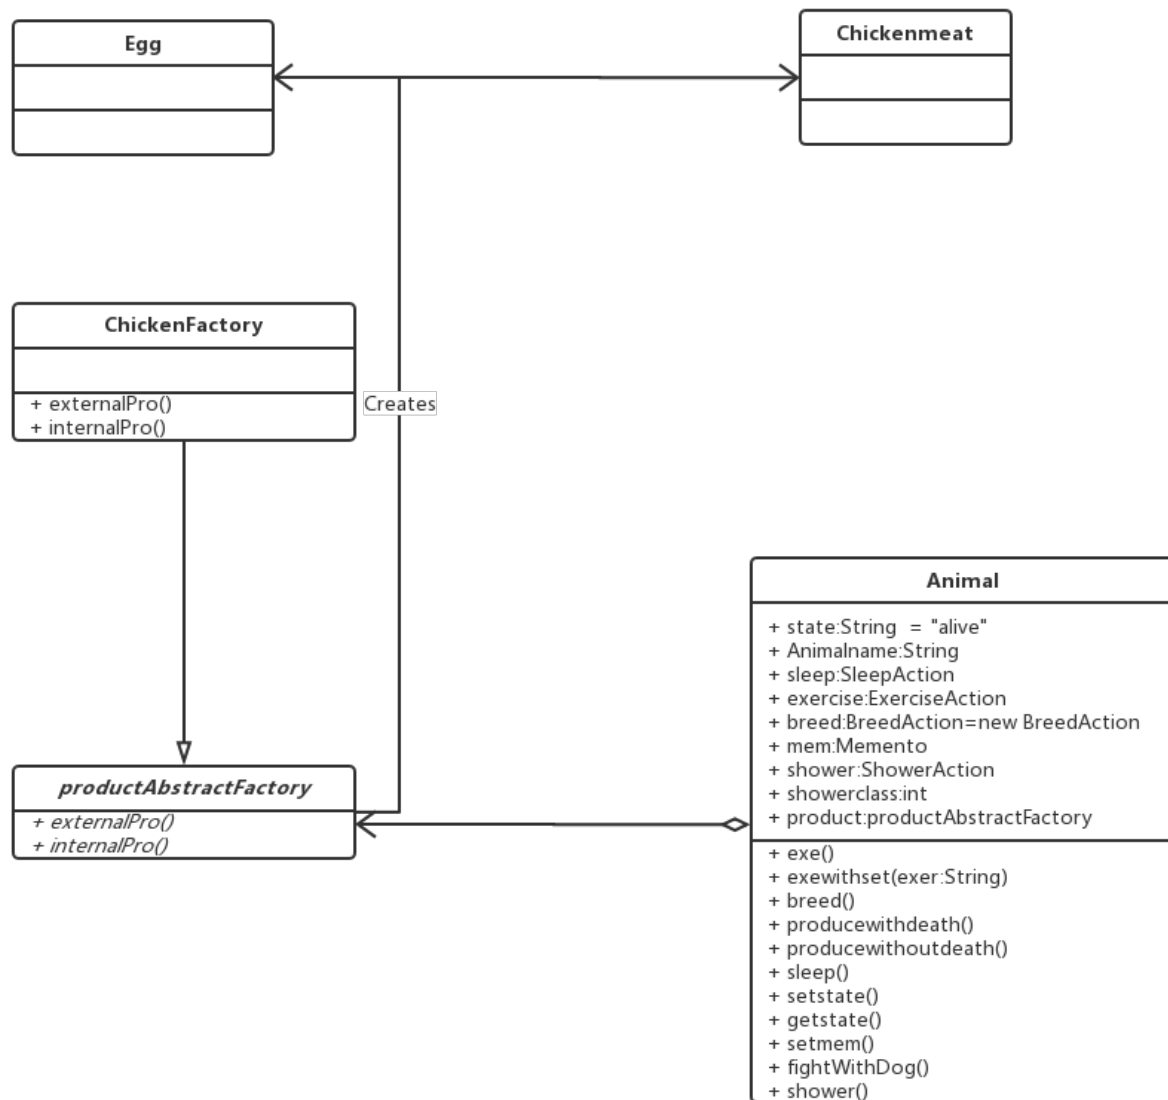 Egg
Chickenmeat
ChickenFactory
+ externalPro()
+ internalPro()
Creates
productAbstractFactory
+ externalPro()
+ internalPro()
Animal
+ state:String = "alive"
+ Animalname:String
+ sleep:SleepAction
+ exercise:ExerciseAction
+ breed:BreedAction=new BreedAction
+ mem:Memento
+ shower:ShowerAction
+ showerclass:int
+ product:productAbstractFactory
+ exe()
+ exewithset(exer:String)
+ breed()
+ producewithdeath()
+ producewithoutdeath()
+ sleep()
+ setstate()
+ getstate()
+ setmem()
+ fightWithDog()
+ shower()